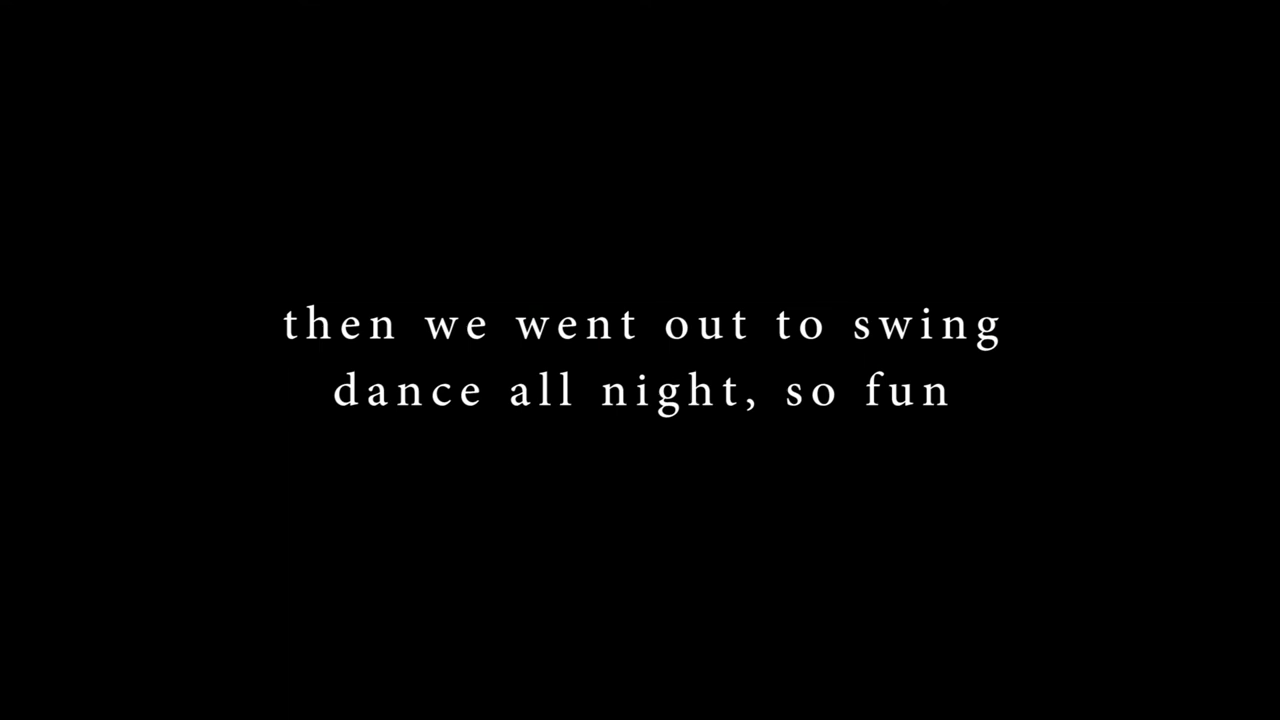 then we went out to swing
dance all night, so fun